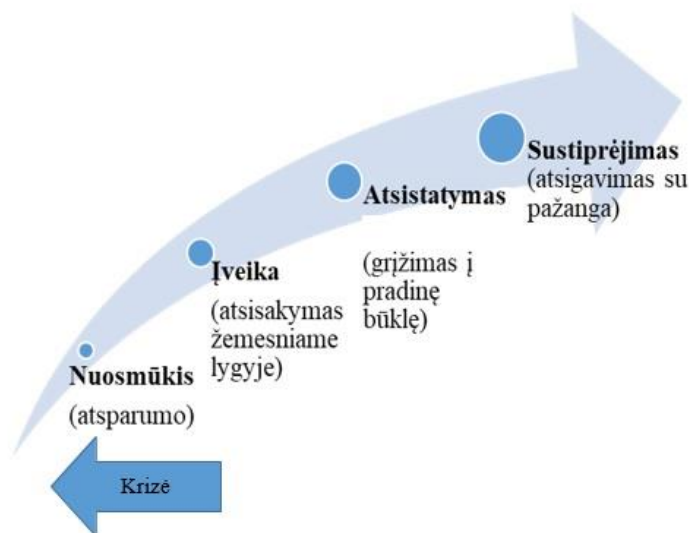 Sustiprėjimas
(atsigavimas su
pažanga)
Atsistatymas
(grįžimas į
pradinę
būklę)
Įveika
(atsisakymas
žemesniame
lygyje)
Nuosmūkis
(atsparumo)
Krizė